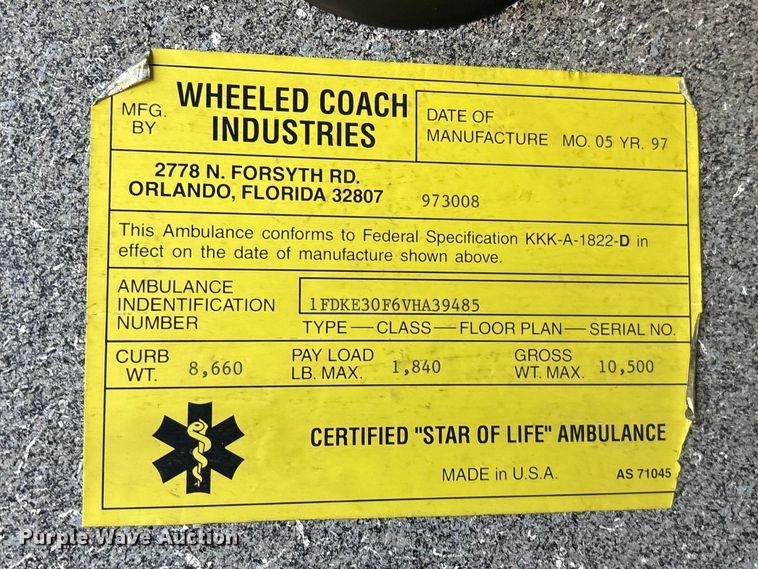 MFG. BY
WHEELED COACH
INDUSTRIES
DATE OF
MANUFACTURE MO. 05 YR. 97
2778 N. FORSYTH RD.
ORLANDO, FLORIDA 32807 973008
This Ambulance conforms to Federal Specification KKK-A-1822-D in
effect on the date of manufacture shown above.
AMBULANCE
INDENTIFICATION
NUMBER
1FDKE30F6VHA39485
TYPE — CLASS — FLOOR PLAN — SERIAL NO.
CURB
WT. 8,660
PAY LOAD
LB. MAX. 1,840
GROSS
WT. MAX. 10,500
CERTIFIED "STAR OF LIFE" AMBULANCE
MADE in U.S.A. AS 71045
Purple Wave Auction